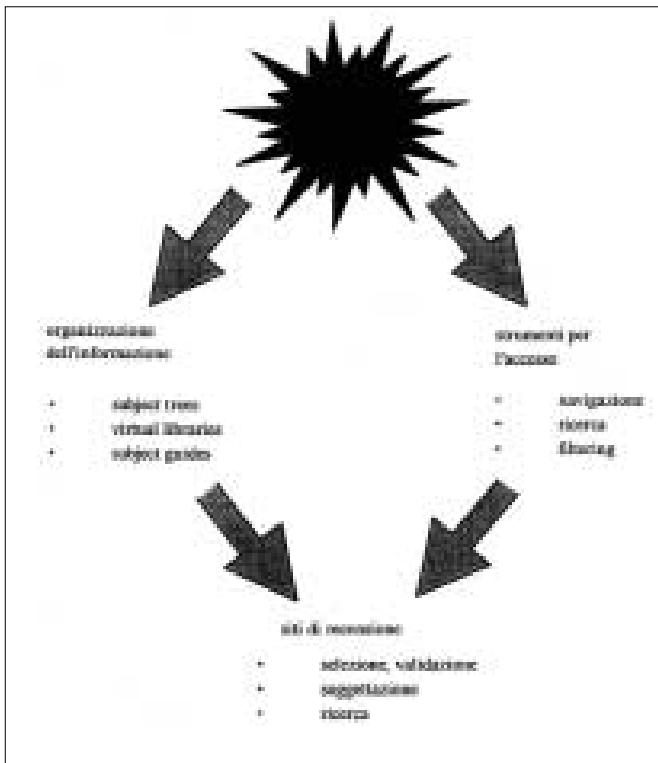 organizzazione
dell'informazione
• subject trees
• virtual libraries
• subject guides
strumenti per
l'accesso
• navigazione
• ricerca
• filtering
siti di recensione
• selezione, validazione
• soggettazione
• ricerca